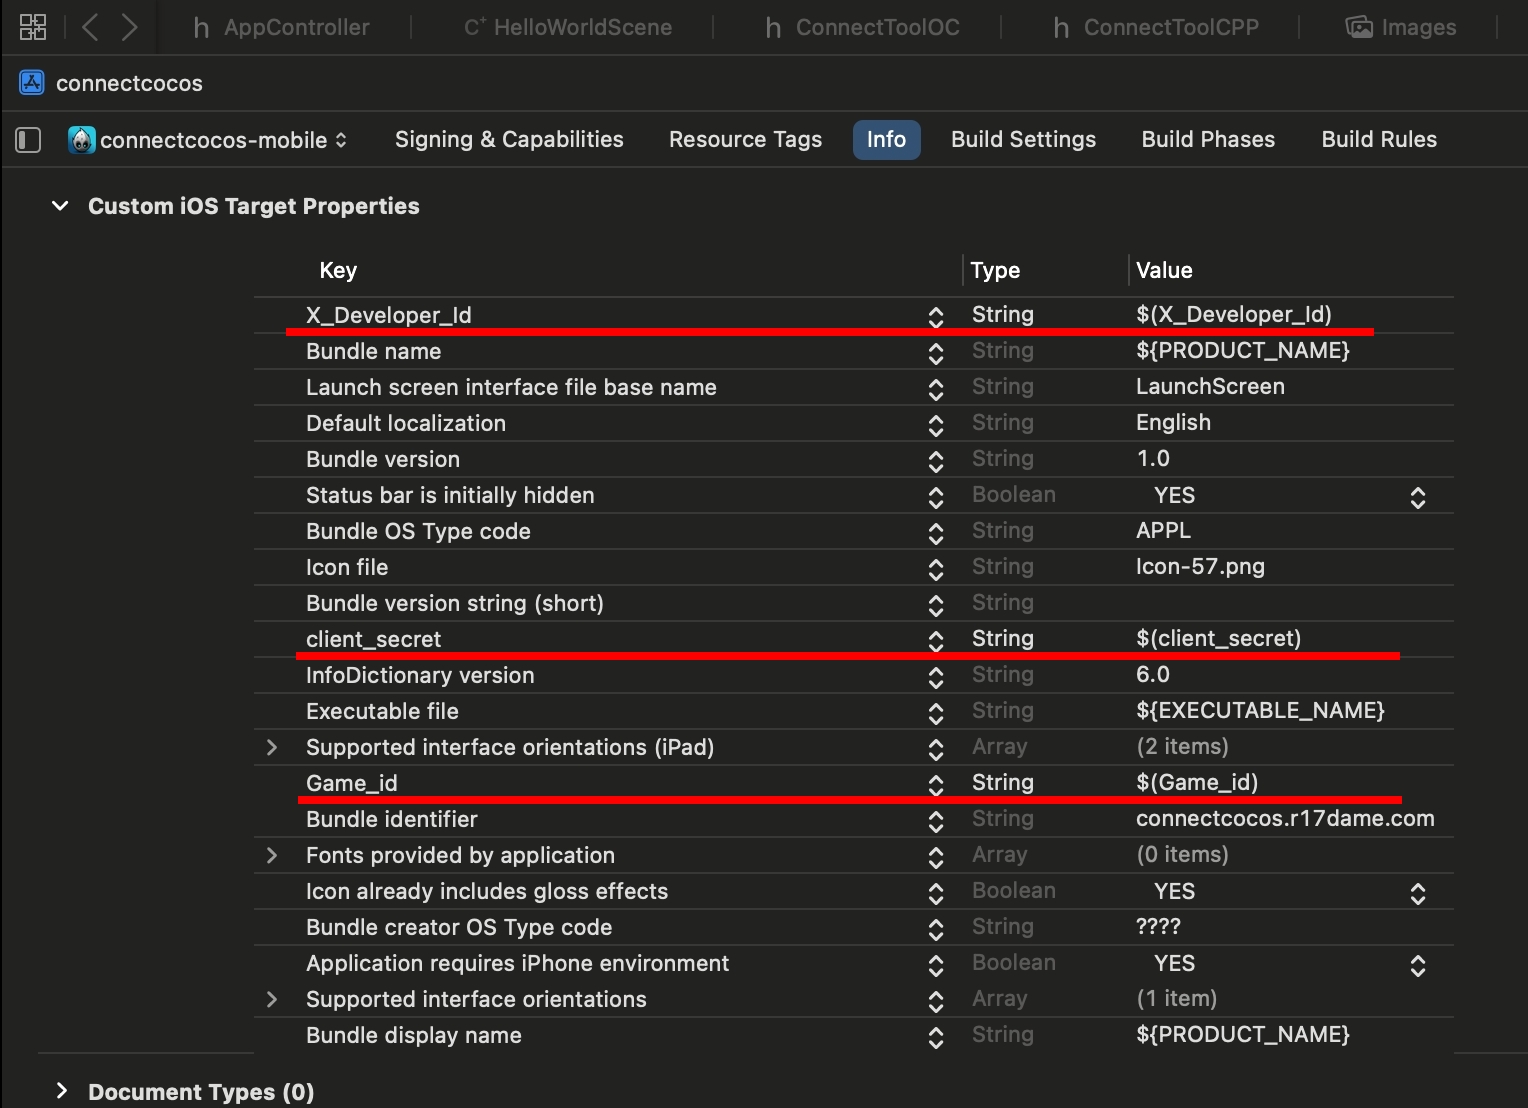 AppController HelloWorldScene ConnectToolOC ConnectToolCPP Images
connectcocos
connectcocos-mobile Signing & Capabilities Resource Tags Info Build Settings Build Phases Build Rules
Custom iOS Target Properties
Key Type Value
X_Developer_Id String $(X_Developer_Id)
Bundle name String ${PRODUCT_NAME}
Launch screen interface file base name String LaunchScreen
Default localization String English
Bundle version String 1.0
Status bar is initially hidden Boolean YES
Bundle OS Type code String APPL
Icon file String Icon-57.png
Bundle version string (short) String
client_secret String $(client_secret)
InfoDictionary version String 6.0
Executable file String ${EXECUTABLE_NAME}
Supported interface orientations (iPad) Array (2 items)
Game_id String $(Game_id)
Bundle identifier String connectcocos.r17dame.com
Fonts provided by application Array (0 items)
Icon already includes gloss effects Boolean YES
Bundle creator OS Type code String ????
Application requires iPhone environment Boolean YES
Supported interface orientations Array (1 item)
Bundle display name String ${PRODUCT_NAME}
Document Types (0)